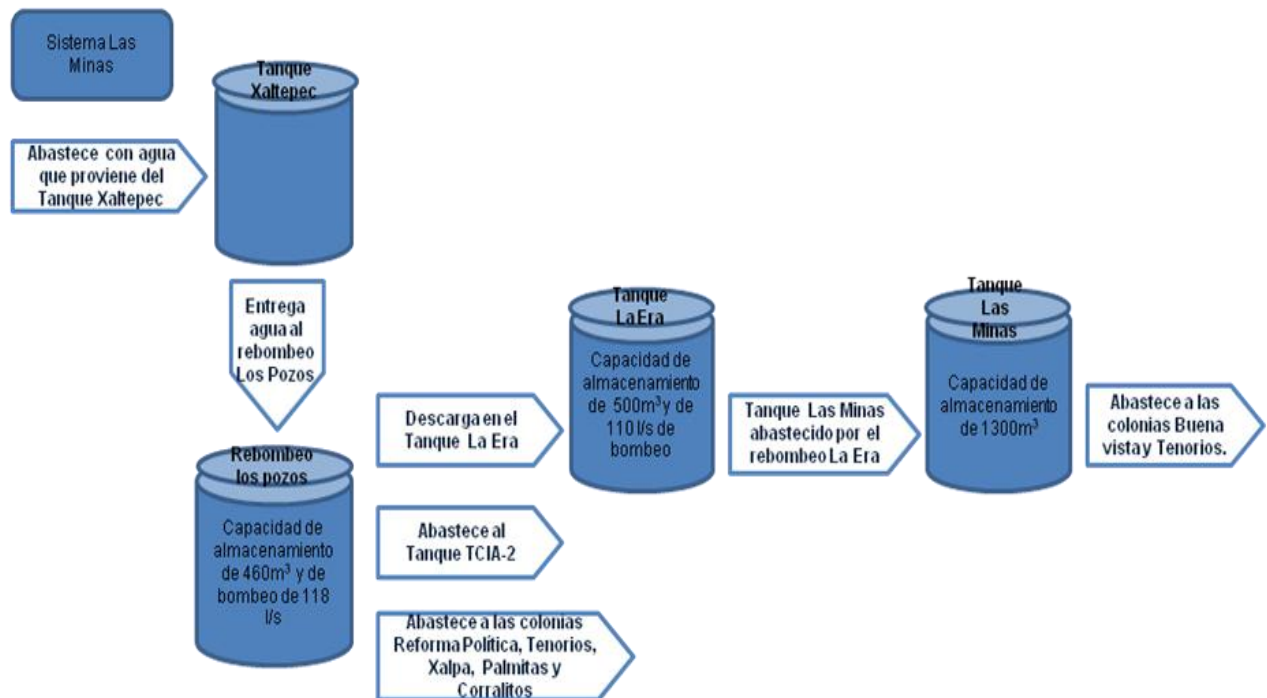 Sistema Las
Minas
Tanque
Xaltepec
Abastece con agua
que proviene del
Tanque Xaltepec
Entrega
agua al
rebombeo
Los Pozos
Rebombeo
los pozos
Capacidad de
almacenamiento
de 460m³ y de
bombeo de 118
l/s
Descarga en el
Tanque La Era
Abastece al
Tanque TCIA-2
Abastece a las colonias
Reforma Política, Tenorios,
Xalpa, Palmitas y
Corralitos
Tanque
La Era
Capacidad de
almacenamiento
de 500m³ y de
110 l/s de
bombeo
Tanque Las Minas
abastecido por el
rebombeo La Era
Tanque
Las
Minas
Capacidad de
almacenamiento
de 1300m³
Abastece a las
colonias Buena
vista y Tenorios.